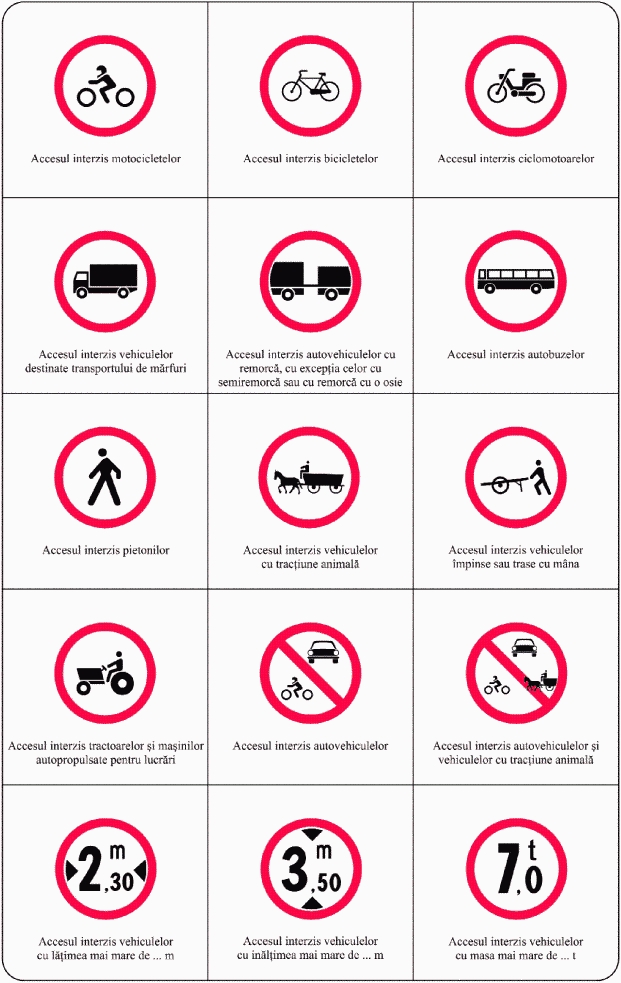 Accesul interzis motocicletelor
Accesul interzis bicicletelor
Accesul interzis ciclomotoarelor
Accesul interzis vehiculelor
destinate transportului de mărfuri
Accesul interzis autovehiculelor cu
remorcă, cu excepția celor cu
semiremorcă sau cu remorcă cu o osie
Accesul interzis autobuzelor
Accesul interzis pietonilor
Accesul interzis vehiculelor
cu tracțiune animală
Accesul interzis vehiculelor
împinse sau trase cu mâna
Accesul interzis tractoarelor și mașinilor
autopropulsate pentru lucrări
Accesul interzis autovehiculelor
Accesul interzis autovehiculelor și
vehiculelor cu tracțiune animală
2,30 m
Accesul interzis vehiculelor
cu lățimea mai mare de ... m
3,50 m
Accesul interzis vehiculelor
cu inălțimea mai mare de ... m
7,0 t
Accesul interzis vehiculelor
cu masa mai mare de ... t